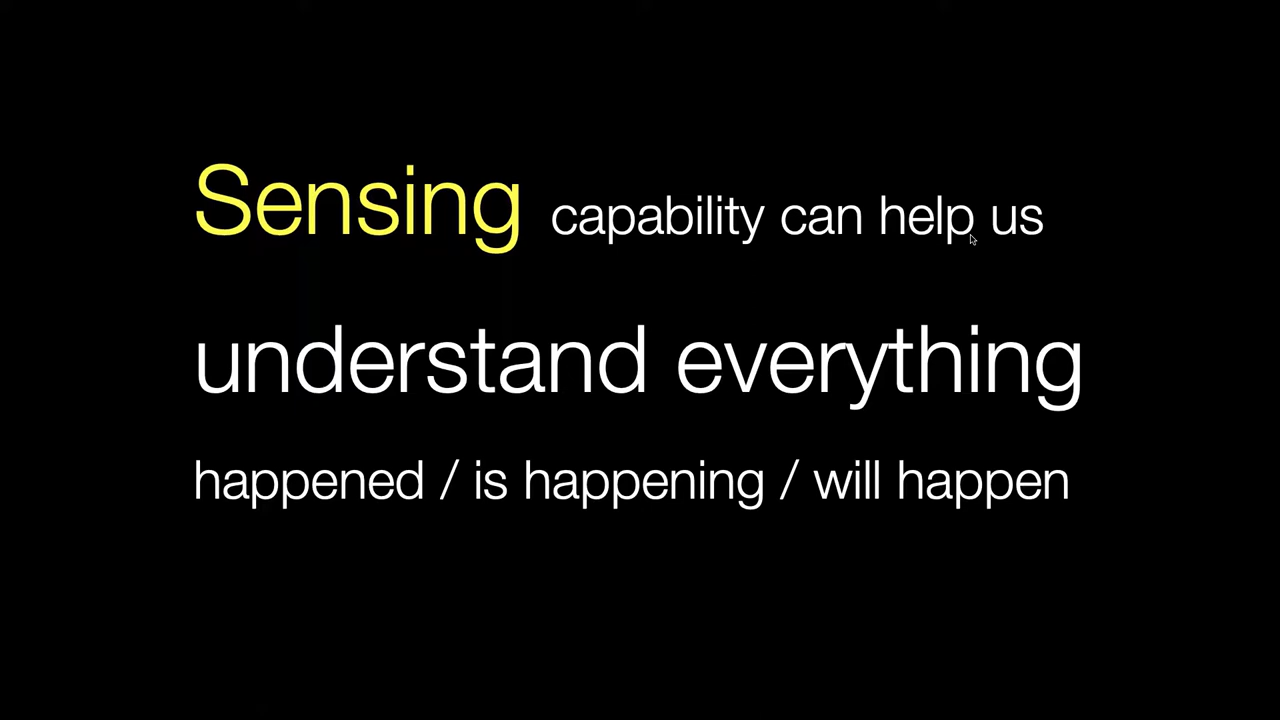 Sensing capability can help us
understand everything
happened / is happening / will happen